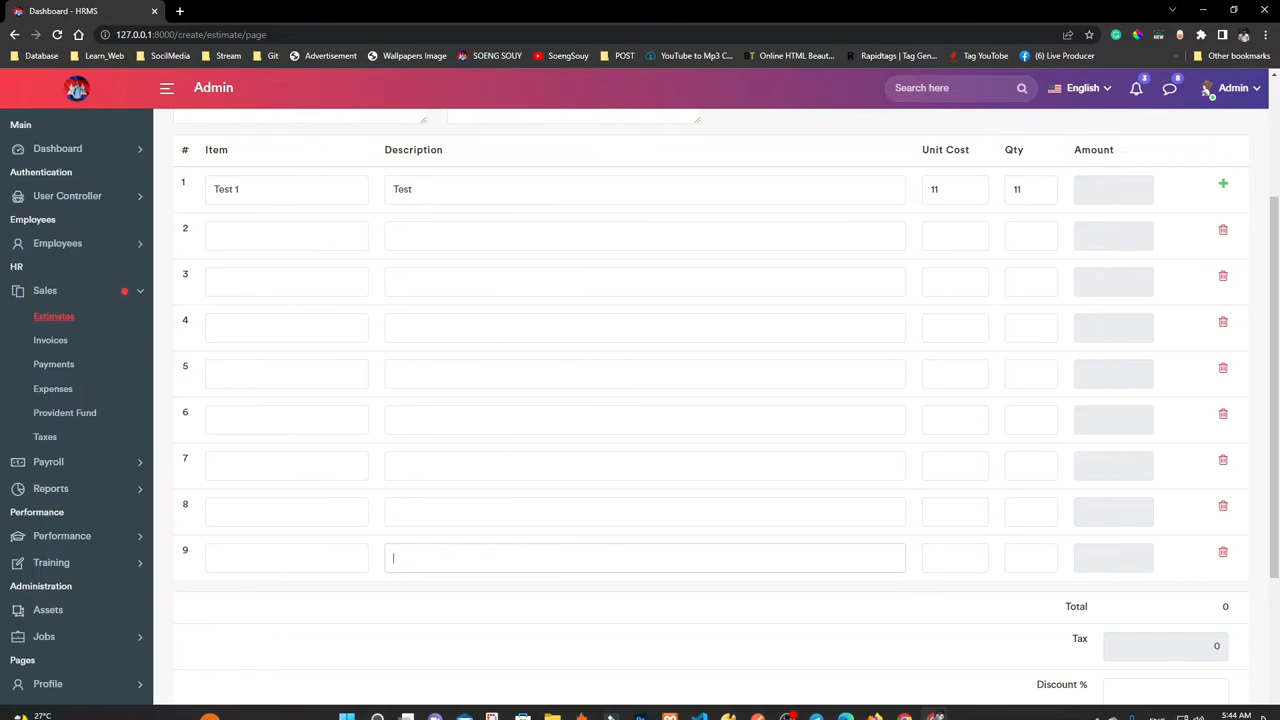 Dashboard - HRMS
127.0.0.1:8000/create/estimate/page
Database
Learn_Web
SocilMedia
Stream
Git
Advertisement
Wallpapers Image
SOENG SOUY
SoengSouy
POST
YouTube to Mp3 C...
BT Online HTML Beaut...
Rapidtags | Tag Gen...
Tag YouTube
(6) Live Producer
»
Other bookmarks
Admin
Search here
English
3
8
Admin
Main
Dashboard
Authentication
User Controller
Employees
Employees
HR
Sales
Estimates
Invoices
Payments
Expenses
Provident Fund
Taxes
Payroll
Reports
Performance
Performance
Training
Administration
Assets
Jobs
Pages
Profile
# Item Description Unit Cost Qty Amount
1 Test 1 Test 11 11
2
3
4
5
6
7
8
9
Total 0
Tax 0
Discount %
27°C
5:44 AM